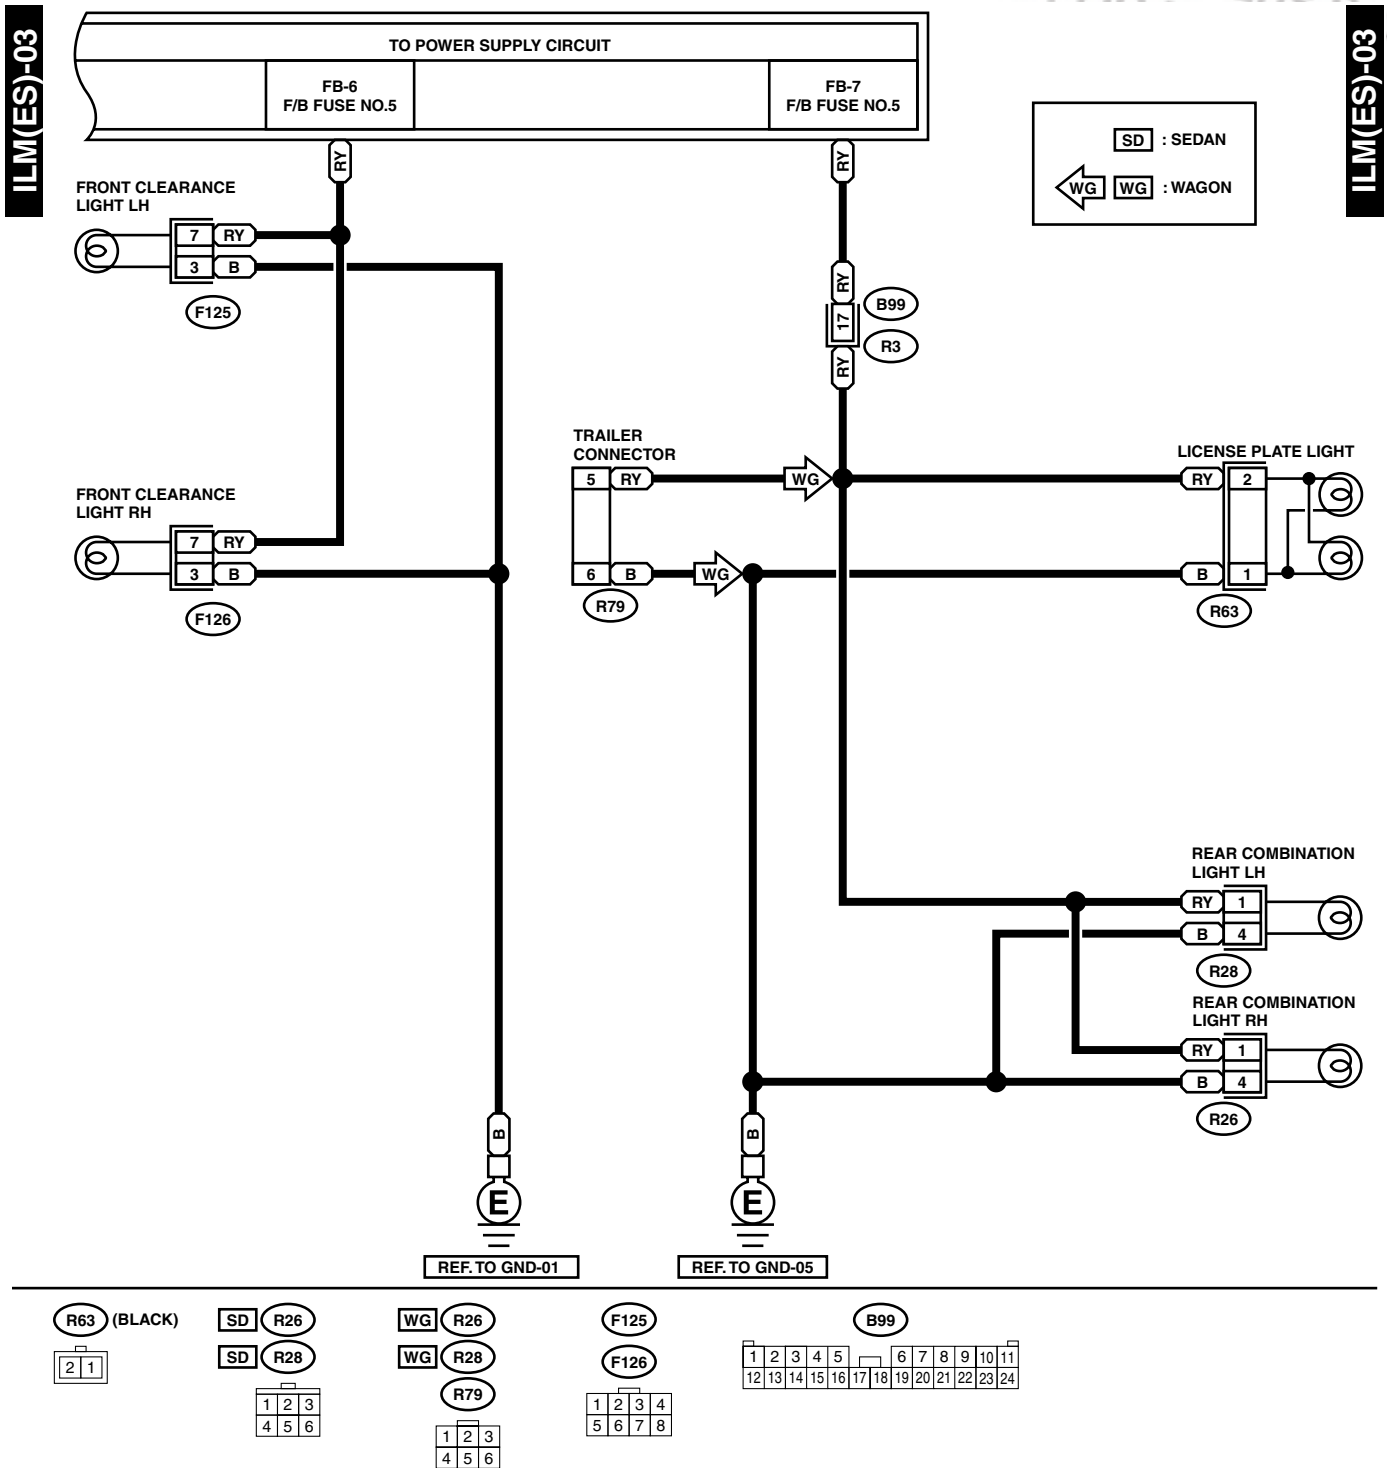 ILM(ES)-03
ILM(ES)-03
TO POWER SUPPLY CIRCUIT
FB-6
F/B FUSE NO.5
FB-7
F/B FUSE NO.5
SD : SEDAN
WG WG : WAGON
RY
RY
FRONT CLEARANCE
LIGHT LH
7 RY
3 B
F125
RY
B99
17
R3
RY
TRAILER
CONNECTOR
5 RY
WG
LICENSE PLATE LIGHT
RY 2
FRONT CLEARANCE
LIGHT RH
7 RY
3 B
F126
6 B
WG
R79
B 1
R63
REAR COMBINATION
LIGHT LH
RY 1
B 4
R28
REAR COMBINATION
LIGHT RH
RY 1
B 4
R26
B
B
E
E
REF. TO GND-01
REF. TO GND-05
R63 (BLACK)
2 1
SD R26
SD R28
1 2 3
4 5 6
WG R26
WG R28
R79
1 2 3
4 5 6
F125
F126
1 2 3 4
5 6 7 8
B99
1 2 3 4 5 6 7 8 9 10 11
12 13 14 15 16 17 18 19 20 21 22 23 24